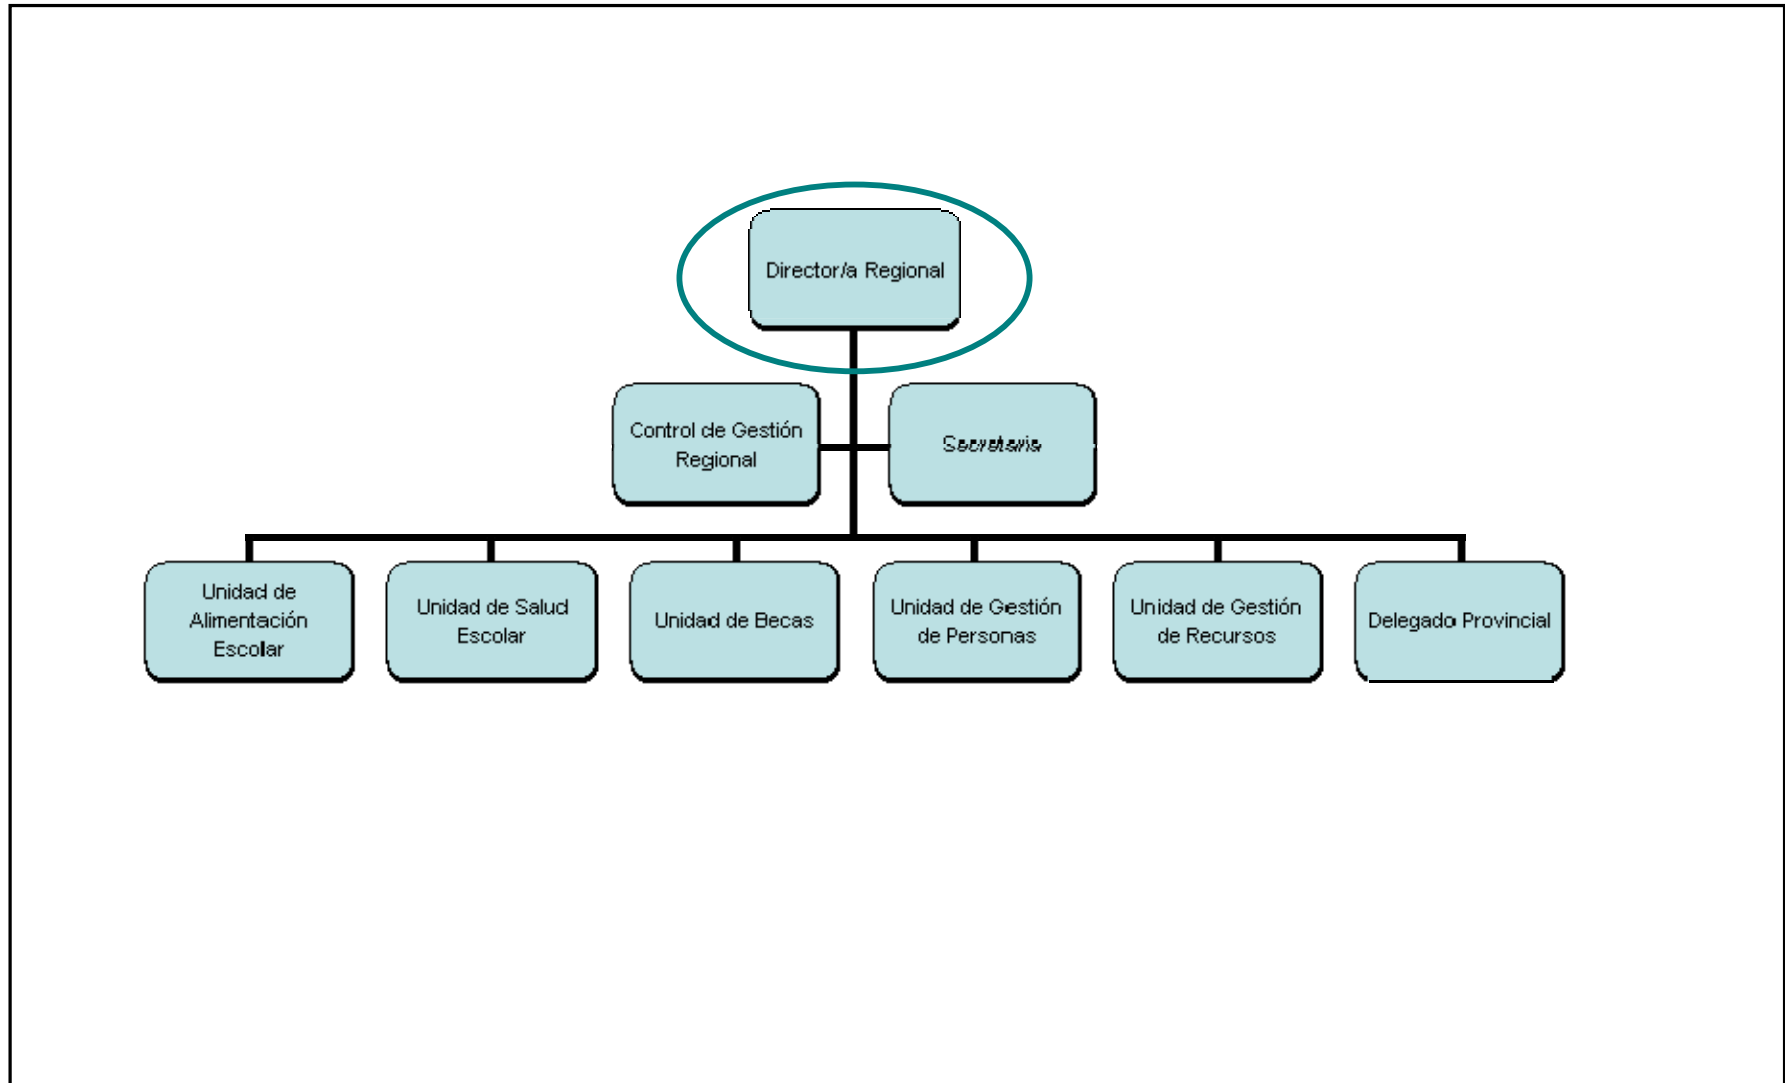 Director/a Regional
Control de Gestión
Regional
Secretaria
Unidad de
Alimentación
Escolar
Unidad de Salud
Escolar
Unidad de Becas
Unidad de Gestión
de Personas
Unidad de Gestión
de Recursos
Delegado Provincial